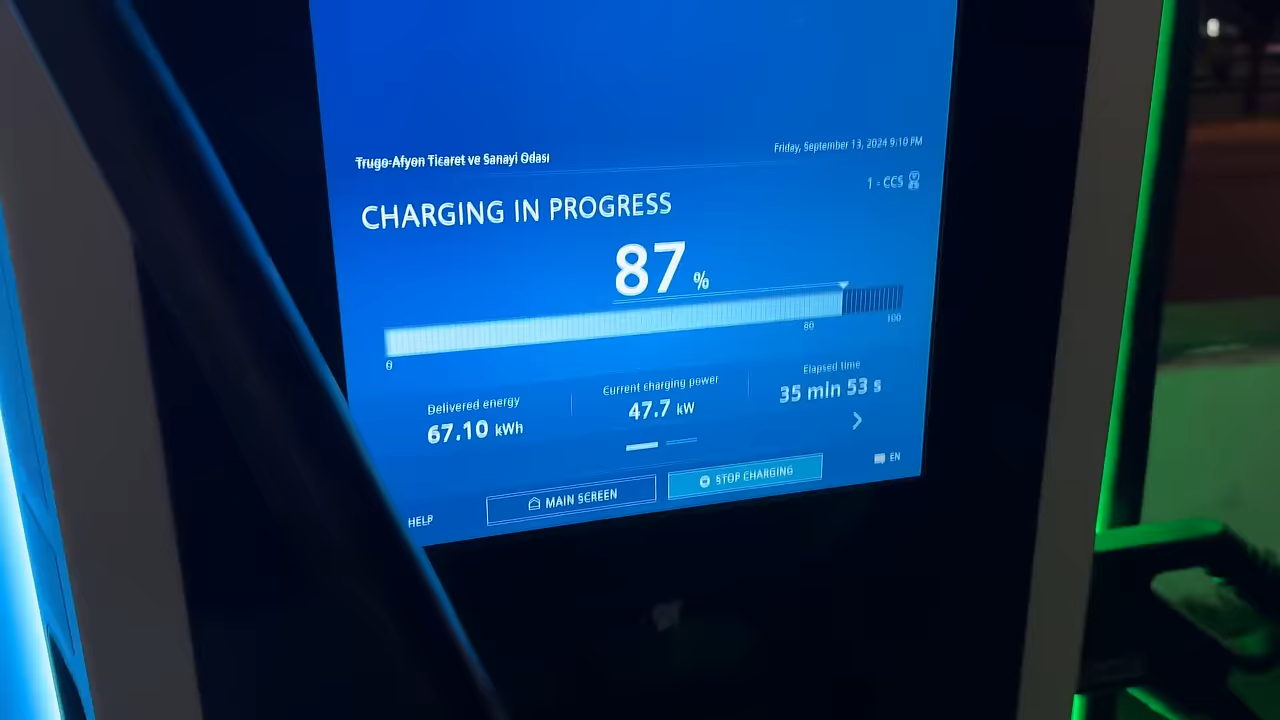 Trugo-Afyon Ticaret ve Sanayi Odası
Friday, September 13, 2024 9:10 PM
1 - CCS
CHARGING IN PROGRESS
87 %
0
80
100
Delivered energy
67.10 kWh
Current charging power
47.7 kW
Elapsed time
35 min 53 s
HELP
MAIN SCREEN
STOP CHARGING
EN